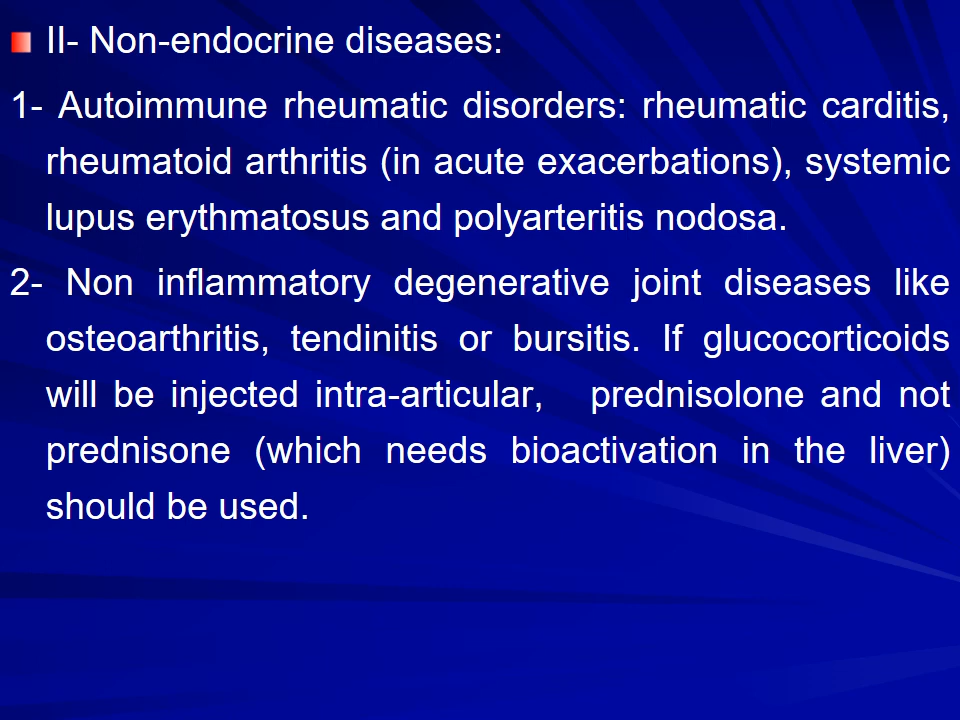 II- Non-endocrine diseases:
1- Autoimmune rheumatic disorders: rheumatic carditis,
rheumatoid arthritis (in acute exacerbations), systemic
lupus erythmatosus and polyarteritis nodosa.
2- Non inflammatory degenerative joint diseases like
osteoarthritis, tendinitis or bursitis. If glucocorticoids
will be injected intra-articular, prednisolone and not
prednisone (which needs bioactivation in the liver)
should be used.